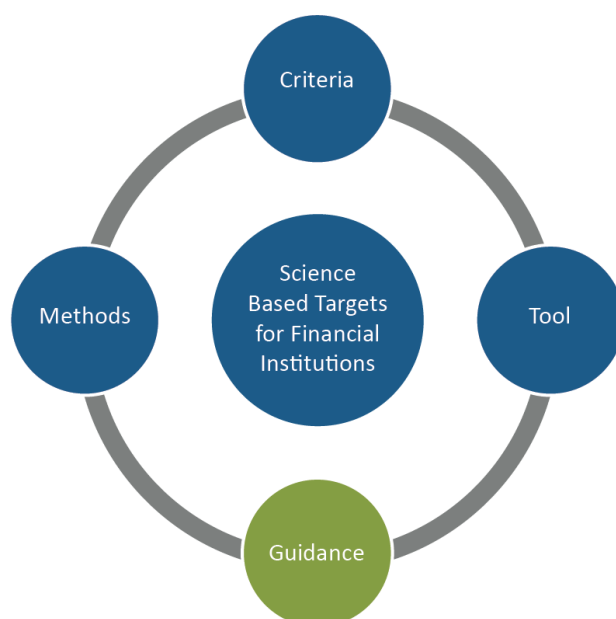 Criteria
Methods
Science
Based Targets
for Financial
Institutions
Tool
Guidance